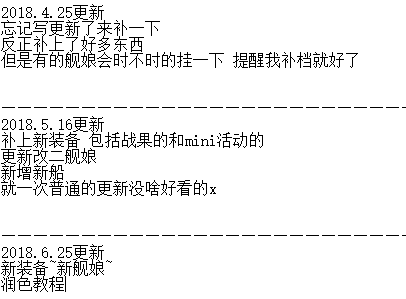 2018.4.25更新
忘记写更新了来补一下
反正补上了好多东西
但是有的舰娘会时不时的挂一下 提醒我补档就好了
——————————————————————————
2018.5.16更新
补上新装备 包括战果的和mini活动的
更新改二舰娘
新增新船
就一次普通的更新没啥好看的x
——————————————————————————
2018.6.25更新
新装备~新舰娘~
润色教程